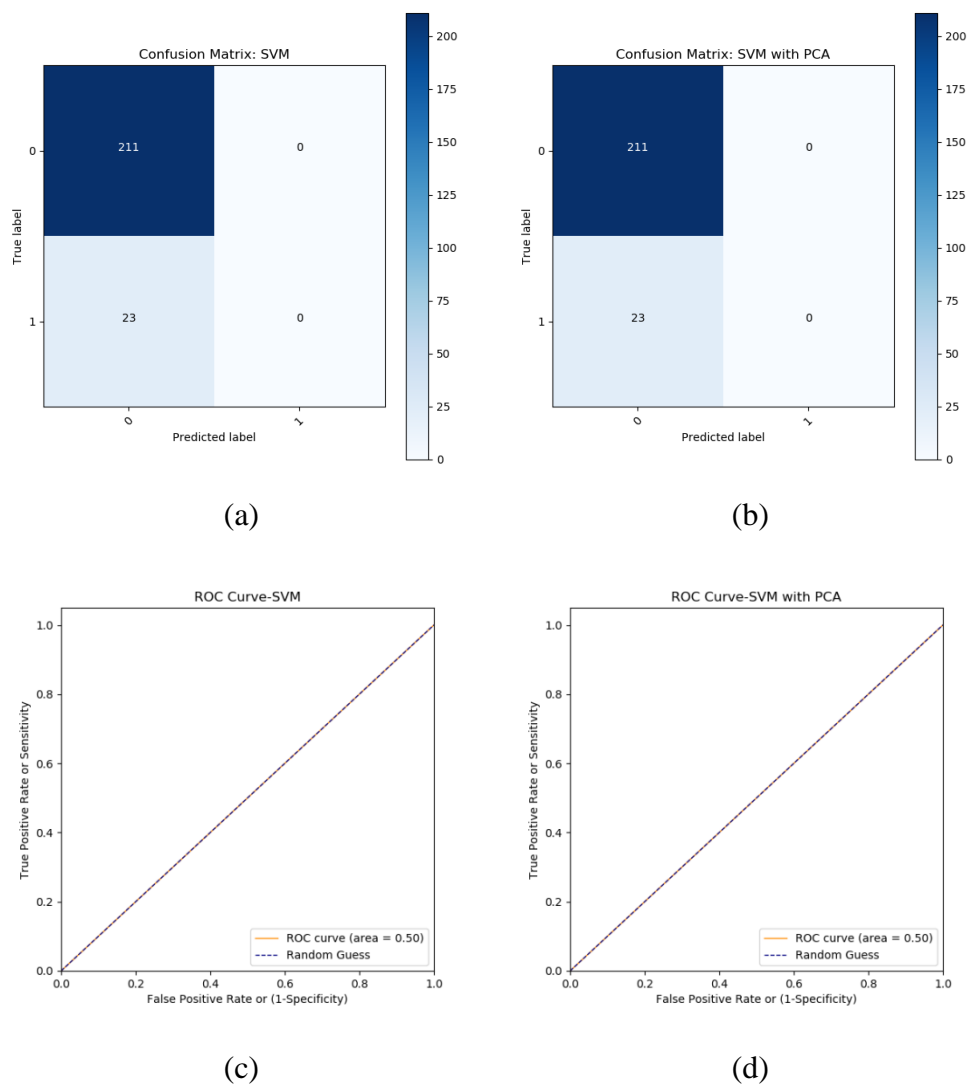 Confusion Matrix: SVM
0
1
True label
211
0
23
0
0
1
Predicted label
200
175
150
125
100
75
50
25
0
(a)
Confusion Matrix: SVM with PCA
0
1
True label
211
0
23
0
0
1
Predicted label
200
175
150
125
100
75
50
25
0
(b)
ROC Curve-SVM
True Positive Rate or Sensitivity
1.0
0.8
0.6
0.4
0.2
0.0
ROC curve (area = 0.50)
Random Guess
0.0 0.2 0.4 0.6 0.8 1.0
False Positive Rate or (1-Specificity)
(c)
ROC Curve-SVM with PCA
True Positive Rate or Sensitivity
1.0
0.8
0.6
0.4
0.2
0.0
ROC curve (area = 0.50)
Random Guess
0.0 0.2 0.4 0.6 0.8 1.0
False Positive Rate or (1-Specificity)
(d)